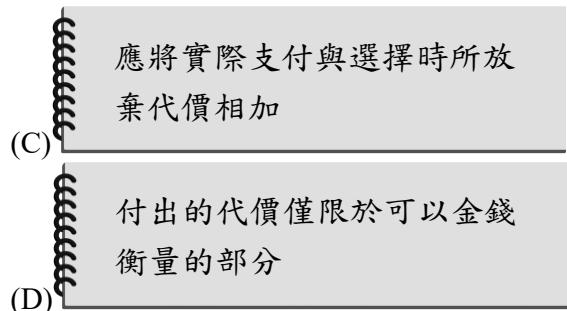 應將實際支付與選擇時所放
棄代價相加
(C)
付出的代價僅限於可以金錢
衡量的部分
(D)